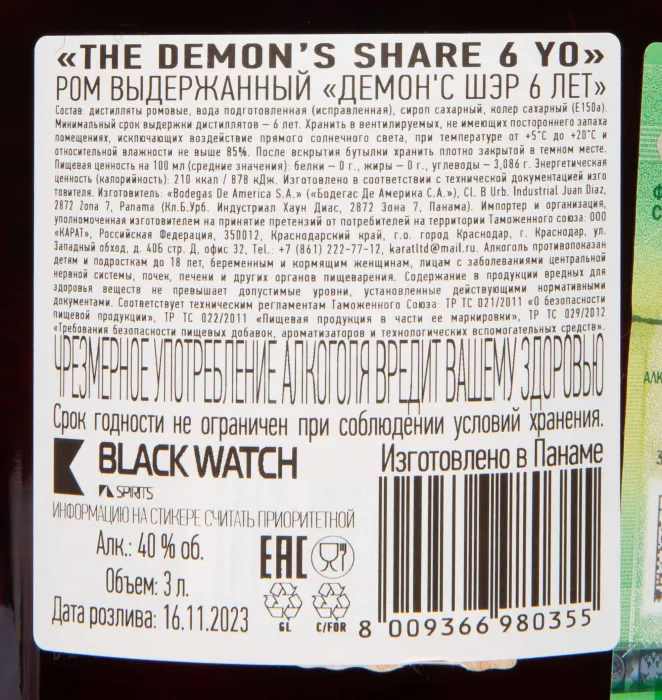 «THE DEMON'S SHARE 6 YO»
РОМ ВЫДЕРЖАННЫЙ «ДЕМОН'С ШЭР 6 ЛЕТ»
Состав: дистилляты ромовые, вода подготовленная (исправленная), сироп сахарный, колер сахарный (E150a).
Минимальный срок выдержки дистиллятов – 6 лет. Хранить в вентилируемых, не имеющих постороннего запаха
помещениях, исключающих воздействие прямого солнечного света, при температуре от +5°C до +20°C и
относительной влажности не выше 85%. После вскрытия бутылки хранить плотно закрытой в темном месте.
Пищевая ценность на 100 мл (средние значения): белки – 0 г., жиры – 0 г., углеводы – 3,086 г. Энергетическая
ценность (калорийность): 210 ккал / 878 кДж. Изготовлено в соответствии с технической документацией изго
товителя. Изготовитель: «Bodegas De America S.A.» («Бодегас Де Америка С.А.»), Cl. B Urb. Industrial Juan Diaz,
2872 Zona 7, Panama (Кл.Б.Урб. Индустриал Хаун Диас, 2872 Зона 7, Панама). Импортер и организация,
уполномоченная изготовителем на принятие претензий от потребителей на территории Таможенного союза: ООО
«КАРАТ», Российская Федерация, 350012, Краснодарский край, г.о. город Краснодар, г. Краснодар, ул.
Западный обход, д. 40Б стр. Д, офис 32, Тел.: +7 (861) 222-77-12, karatltd@mail.ru. Алкоголь противопоказан
детям и подросткам до 18 лет, беременным и кормящим женщинам, лицам с заболеваниями центральной
нервной системы, почек, печени и других органов пищеварения. Содержание в продукции вредных для
здоровья веществ не превышает допустимые уровни, установленные действующими нормативными
документами. Соответствует техническим регламентам Таможенного Союза: ТР ТС 021/2011 «О безопасности
пищевой продукции», ТР ТС 022/2011 «Пищевая продукция в части ее маркировки», ТР ТС 029/2012
«Требования безопасности пищевых добавок, ароматизаторов и технологических вспомогательных средств».
ЧРЕЗМЕРНОЕ УПОТРЕБЛЕНИЕ АЛКОГОЛЯ ВРЕДИТ ВАШЕМУ ЗДОРОВЬЮ
Срок годности не ограничен при соблюдении условий хранения.
BLACK WATCH
SPIRITS
Изготовлено в Панаме
ИНФОРМАЦИЮ НА СТИКЕРЕ СЧИТАТЬ ПРИОРИТЕТНОЙ
Алк.: 40 % об.
Объем: 3 л.
Дата розлива: 16.11.2023
EAC
GL
C/FOR
8 009366 980355